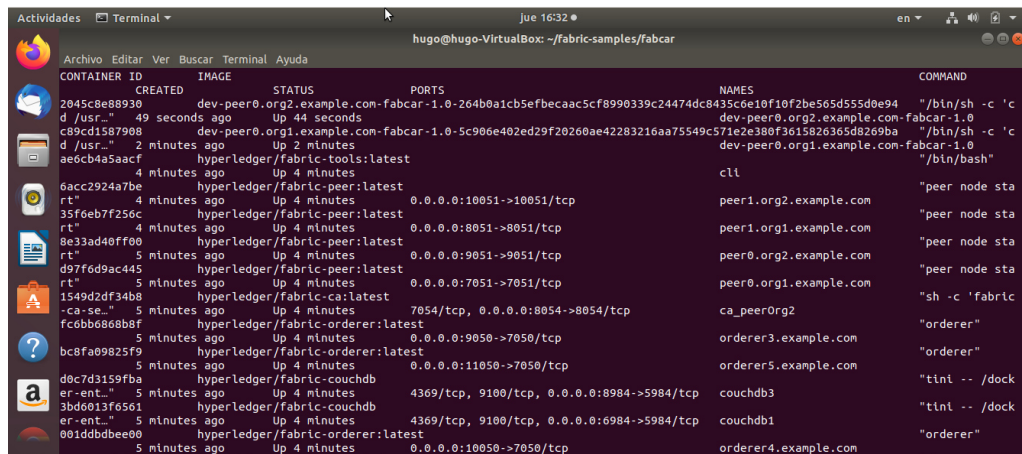 Actividades Terminal jue 16:32 en
hugo@hugo-VirtualBox: ~/fabric-samples/fabcar
Archivo Editar Ver Buscar Terminal Ayuda
CONTAINER ID IMAGE COMMAND
CREATED STATUS PORTS NAMES
2045c8e88930 dev-peer0.org2.example.com-fabcar-1.0-264b0a1cb5efbecaac5cf8990339c24474dc8435c6e10f10f2be565d555d0e94 "/bin/sh -c 'c
d /usr…" 49 seconds ago Up 44 seconds dev-peer0.org2.example.com-fabcar-1.0
c89cd1587908 dev-peer0.org1.example.com-fabcar-1.0-5c906e402ed29f20260ae42283216aa75549c571e2e380f3615826365d8269ba "/bin/sh -c 'c
d /usr…" 2 minutes ago Up 2 minutes dev-peer0.org1.example.com-fabcar-1.0
ae6cb4a5aacf hyperledger/fabric-tools:latest "/bin/bash"
4 minutes ago Up 4 minutes cli
6acc2924a7be hyperledger/fabric-peer:latest "peer node sta
rt" 4 minutes ago Up 4 minutes 0.0.0.0:10051->10051/tcp peer1.org2.example.com
35f6eb7f256c hyperledger/fabric-peer:latest "peer node sta
rt" 4 minutes ago Up 4 minutes 0.0.0.0:8051->8051/tcp peer1.org1.example.com
8e33ad40ff00 hyperledger/fabric-peer:latest "peer node sta
rt" 5 minutes ago Up 4 minutes 0.0.0.0:9051->9051/tcp peer0.org2.example.com
d97f6d9ac445 hyperledger/fabric-peer:latest "peer node sta
rt" 5 minutes ago Up 4 minutes 0.0.0.0:7051->7051/tcp peer0.org1.example.com
1549d2df34b8 hyperledger/fabric-ca:latest "sh -c 'fabric
-ca-se…" 5 minutes ago Up 4 minutes 7054/tcp, 0.0.0.0:8054->8054/tcp ca_peerOrg2
fc6bb6868b8f hyperledger/fabric-orderer:latest "orderer"
5 minutes ago Up 4 minutes 0.0.0.0:9050->7050/tcp orderer3.example.com
bc8fa09825f9 hyperledger/fabric-orderer:latest "orderer"
5 minutes ago Up 4 minutes 0.0.0.0:11050->7050/tcp orderer5.example.com
d0c7d3159fba hyperledger/fabric-couchdb "tini -- /dock
er-ent…" 5 minutes ago Up 4 minutes 4369/tcp, 9100/tcp, 0.0.0.0:8984->5984/tcp couchdb3
3bd6013f6561 hyperledger/fabric-couchdb "tini -- /dock
er-ent…" 5 minutes ago Up 4 minutes 4369/tcp, 9100/tcp, 0.0.0.0:6984->5984/tcp couchdb1
001ddbdbee00 hyperledger/fabric-orderer:latest "orderer"
5 minutes ago Up 4 minutes 0.0.0.0:10050->7050/tcp orderer4.example.com